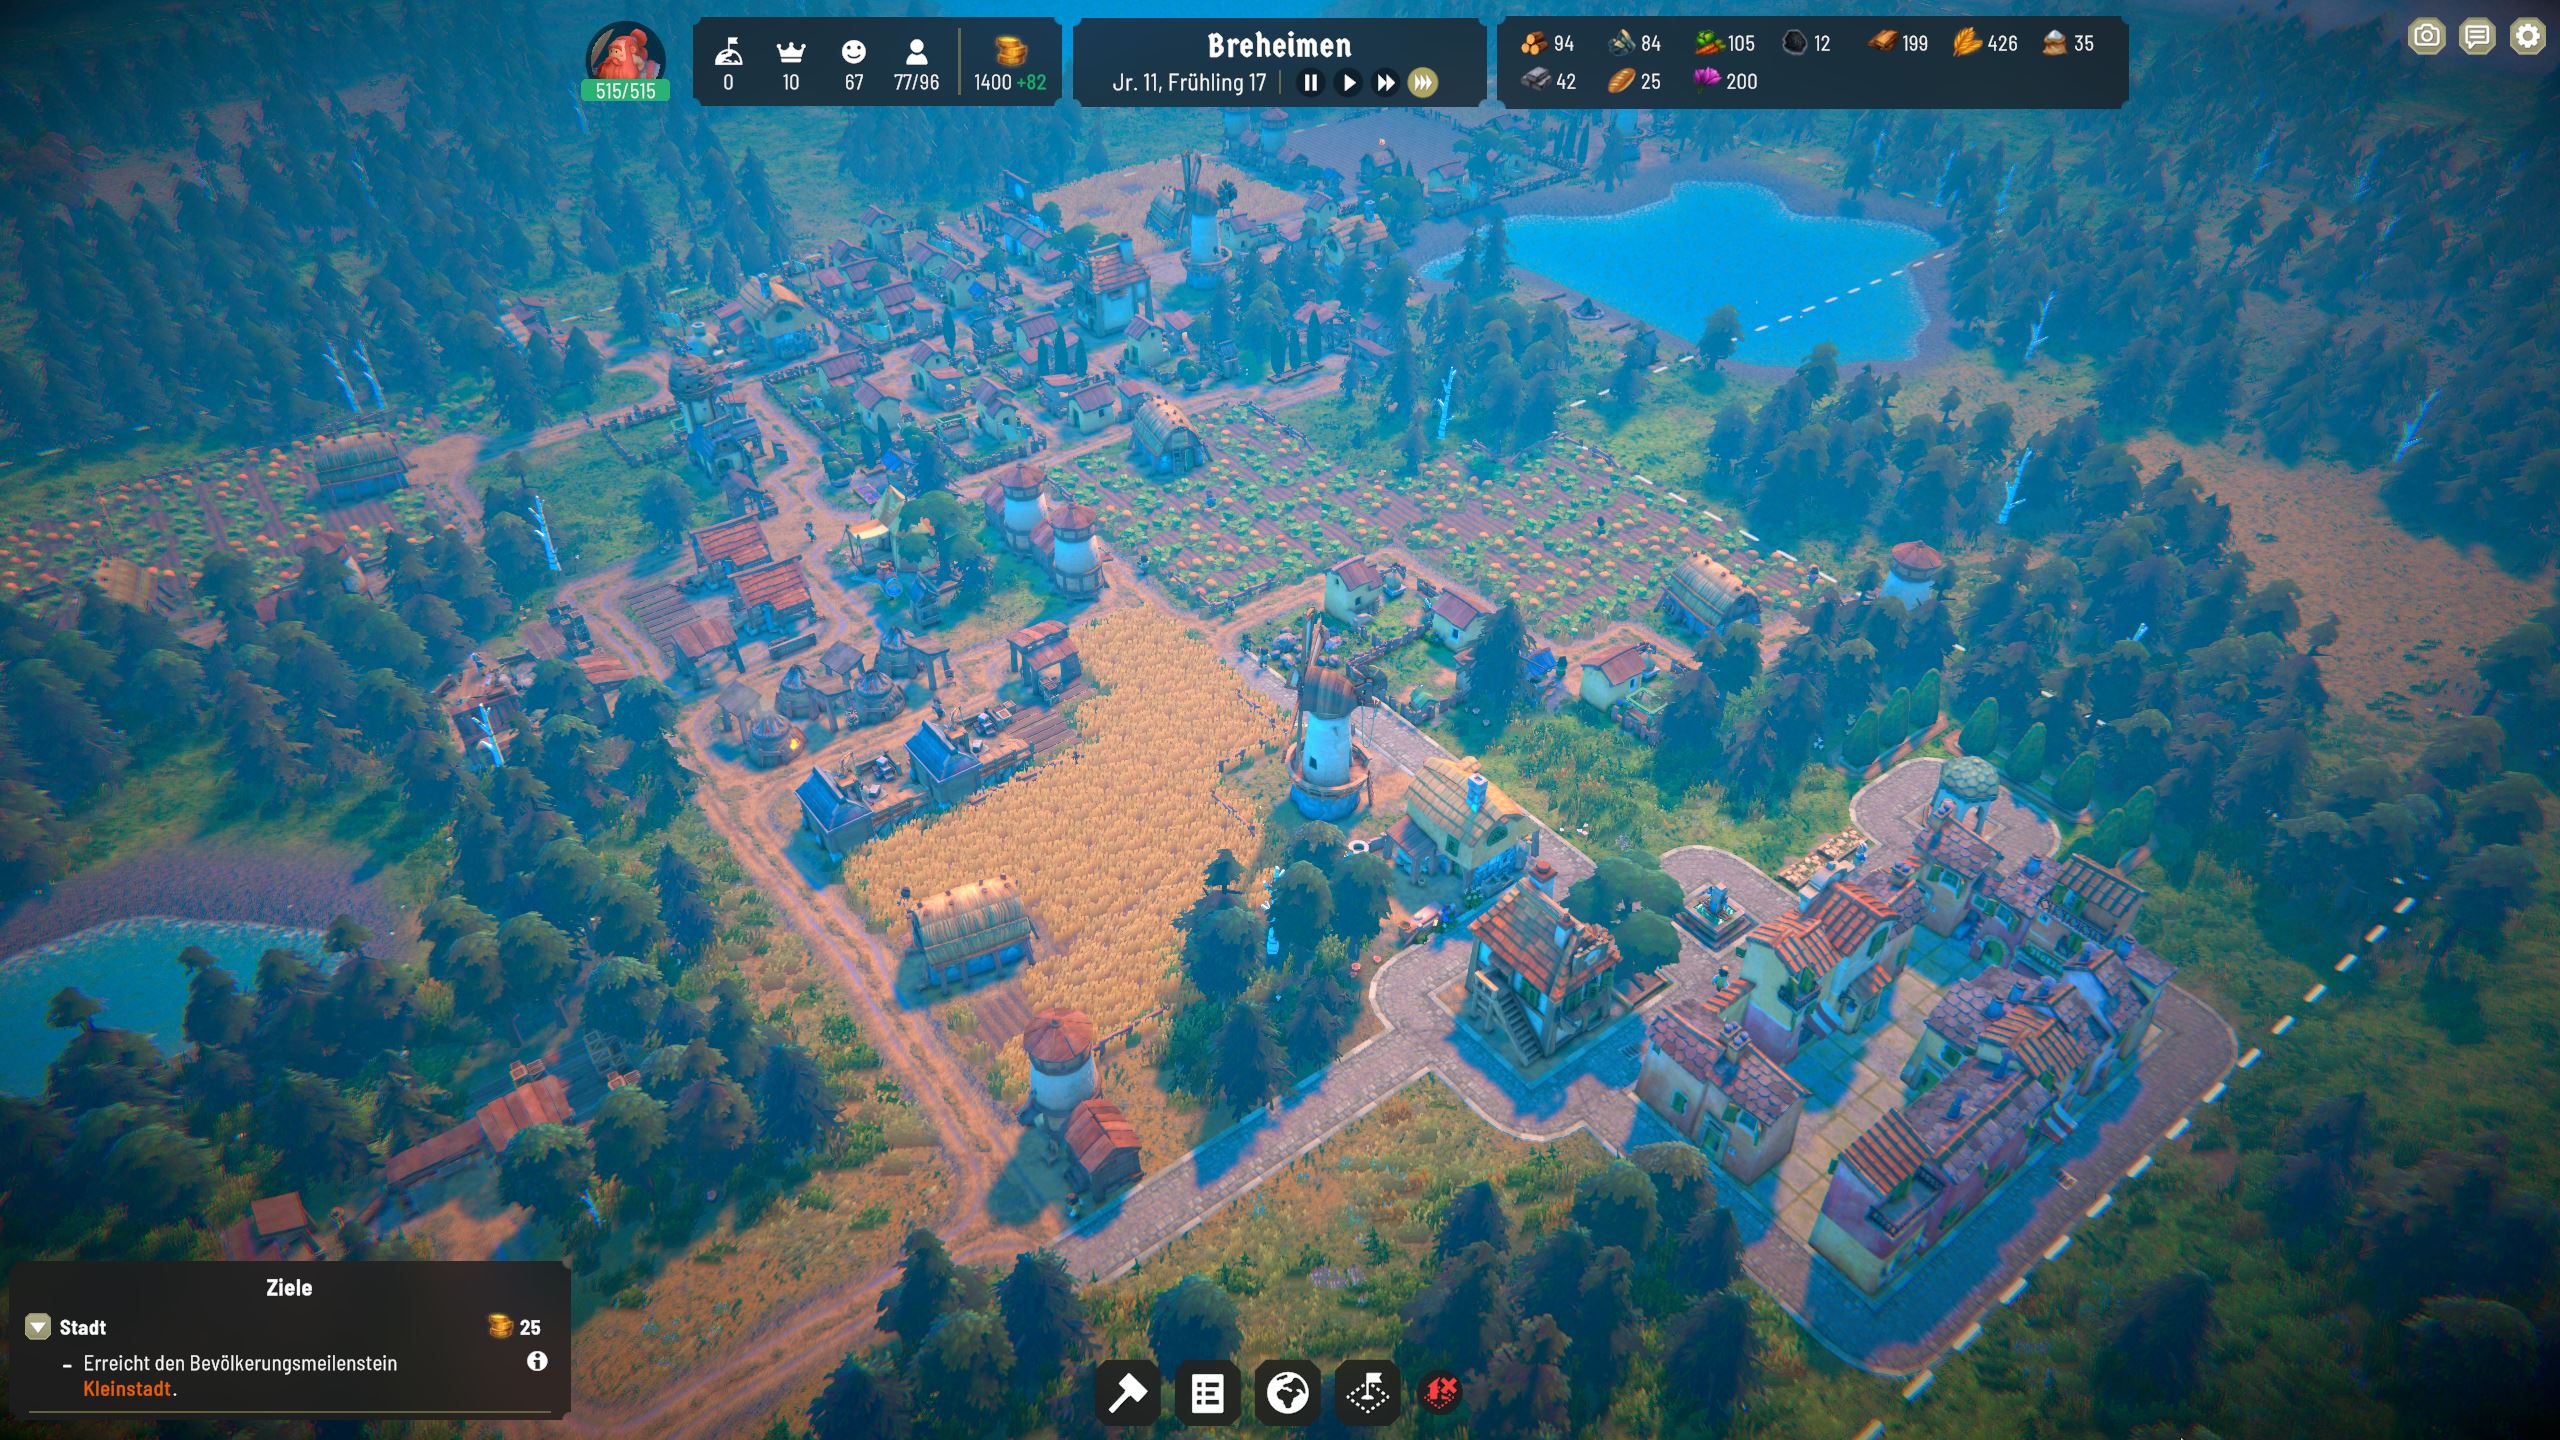 515/515
0
10
67
77/96
1400 +82
Breheimen
Jr. 11, Frühling 17
94
84
105
12
199
426
35
42
25
200
Ziele
Stadt
25
– Erreicht den Bevölkerungsmeilenstein
Kleinstadt.